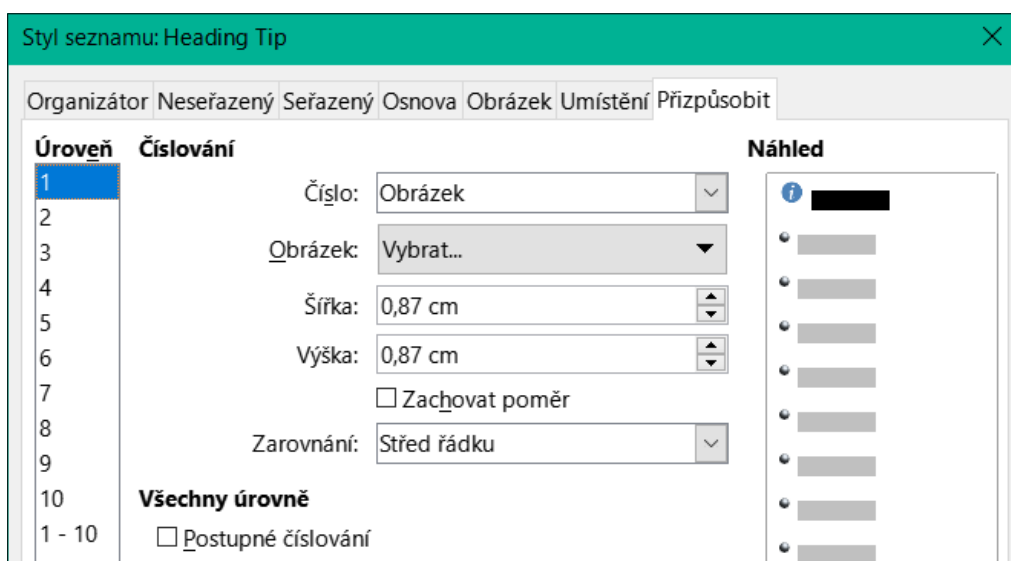 Styl seznamu: Heading Tip
Organizátor Neseřazený Seřazený Osnova Obrázek Umístění Přizpůsobit
Úroveň
1
2
3
4
5
6
7
8
9
10
1 - 10
Číslování
Číslo: Obrázek
Obrázek: Vybrat...
Šířka: 0,87 cm
Výška: 0,87 cm
Zachovat poměr
Zarovnání: Střed řádku
Všechny úrovně
Postupné číslování
Náhled